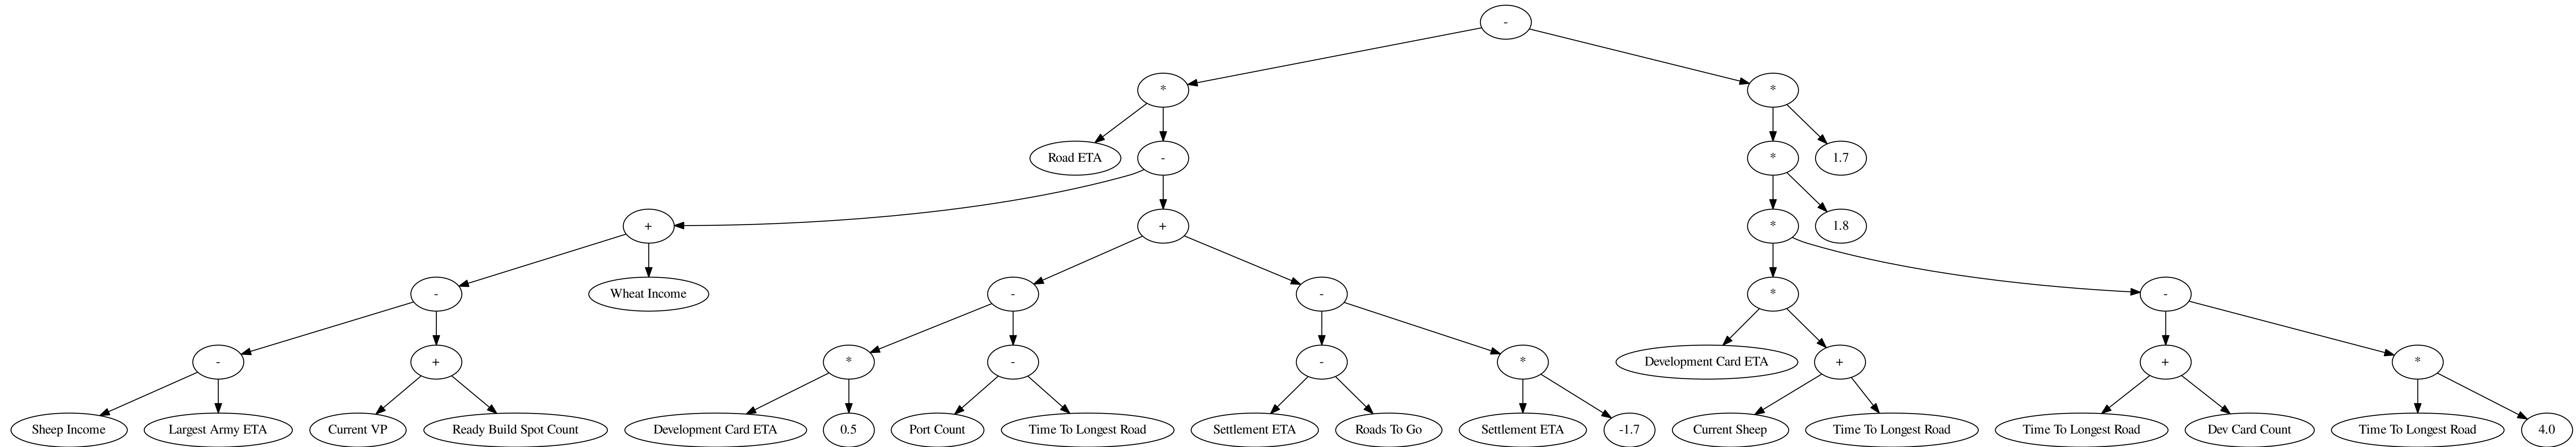 -
*
*
Road ETA
-
*
1.7
+
+
*
1.8
-
Wheat Income
-
-
*
-
-
+
*
-
-
*
Development Card ETA
+
+
*
Sheep Income
Largest Army ETA
Current VP
Ready Build Spot Count
Development Card ETA
0.5
Port Count
Time To Longest Road
Settlement ETA
Roads To Go
Settlement ETA
-1.7
Current Sheep
Time To Longest Road
Time To Longest Road
Dev Card Count
Time To Longest Road
4.0